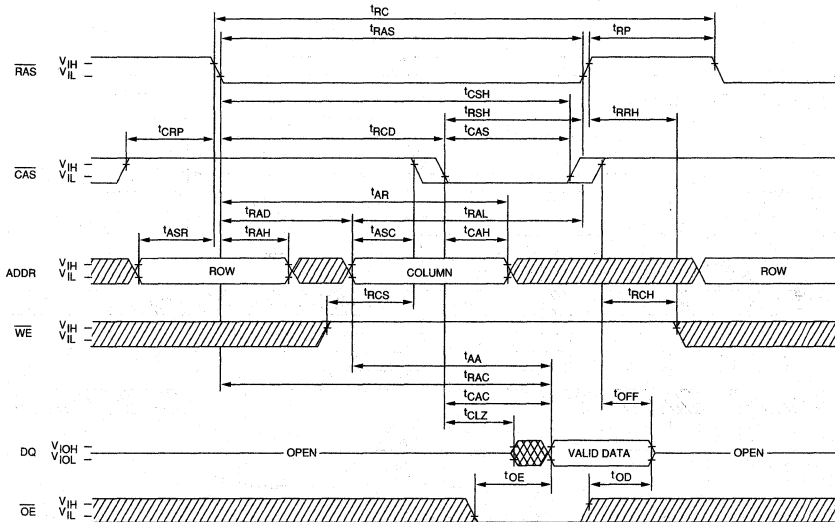 tRC
tRAS
tRP
RAS
VIH
VIL
tCSH
tRSH
tRRH
tCRP
tRCD
tCAS
CAS
VIH
VIL
tAR
tRAD
tRAL
tASR
tRAH
tASC
tCAH
ADDR
VIH
VIL
ROW
COLUMN
ROW
tRCS
tRCH
WE
VIH
VIL
tAA
tRAC
tCAC
tOFF
tCLZ
DQ
VIOH
VIOL
OPEN
VALID DATA
OPEN
tOE
tOD
OE
VIH
VIL